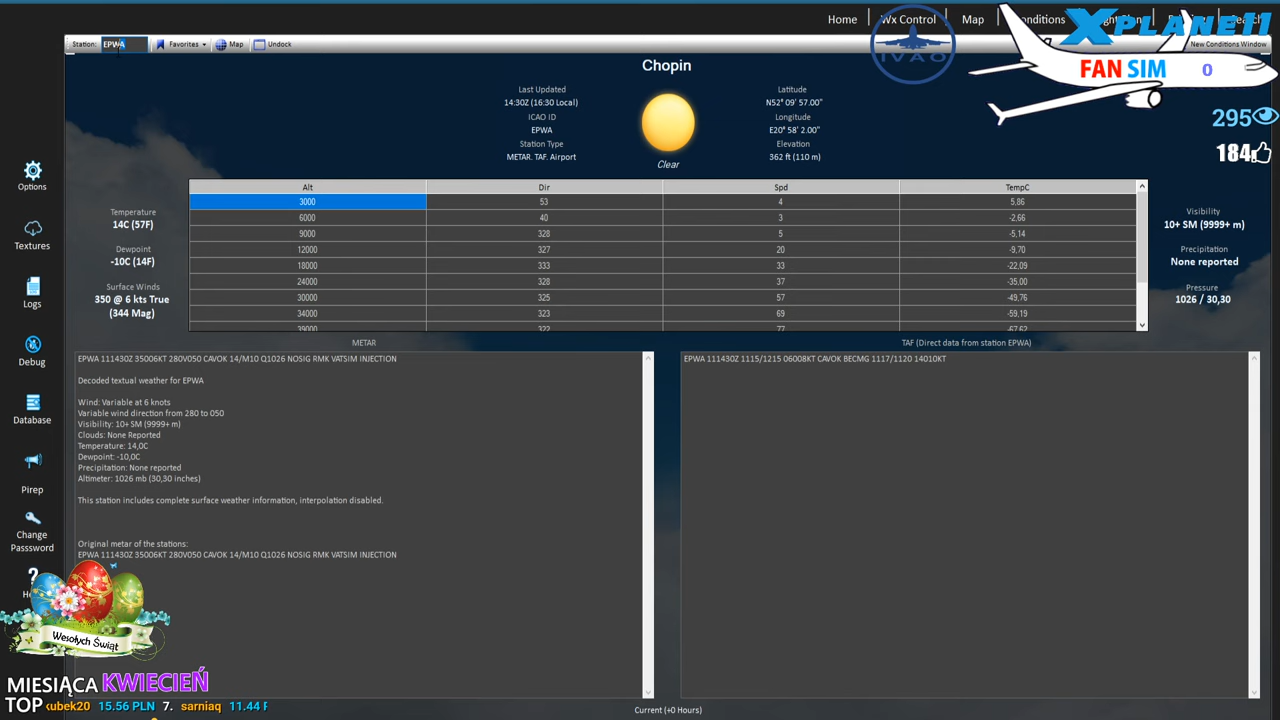 Home Wx Control Map
Station: EPWA Favorites Map Undock
New Conditions Window
IVAO
XPLANE11
FAN SIM 0
295
184
Chopin
Last Updated
14:30Z (16:30 Local)
ICAO ID
EPWA
Station Type
METAR. TAF. Airport
Clear
Latitude
N52° 09' 57.00"
Longitude
E20° 58' 2.00"
Elevation
362 ft (110 m)
Options
Textures
Logs
Debug
Database
Pirep
Change
Passsword
Temperature
14C (57F)
Dewpoint
-10C (14F)
Surface Winds
350 @ 6 kts True
(344 Mag)
Alt Dir Spd TempC
3000 53 4 5,86
6000 40 3 -2,66
9000 328 5 -5,14
12000 327 20 -9,70
18000 333 33 -22,09
24000 328 37 -35,00
30000 325 57 -49,76
34000 323 69 -59,19
39000 322 77 -67,62
Visibility
10+ SM (9999+ m)
Precipitation
None reported
Pressure
1026 / 30,30
METAR
EPWA 111430Z 35006KT 280V050 CAVOK 14/M10 Q1026 NOSIG RMK VATSIM INJECTION
Decoded textual weather for EPWA
Wind: Variable at 6 knots
Variable wind direction from 280 to 050
Visibility: 10+ SM (9999+ m)
Clouds: None Reported
Temperature: 14,0C
Dewpoint: -10,0C
Precipitation: None reported
Altimeter: 1026 mb (30,30 inches)
This station includes complete surface weather information, interpolation disabled.
Original metar of the stations:
EPWA 111430Z 35006KT 280V050 CAVOK 14/M10 Q1026 NOSIG RMK VATSIM INJECTION
TAF (Direct data from station EPWA)
EPWA 111430Z 1115/1215 06008KT CAVOK BECMG 1117/1120 14010KT
Wesołych Świąt
MIESIĄCA KWIECIEŃ
TOP kubek20 15.56 PLN 7. sarniaq 11.44 P
Current (+0 Hours)